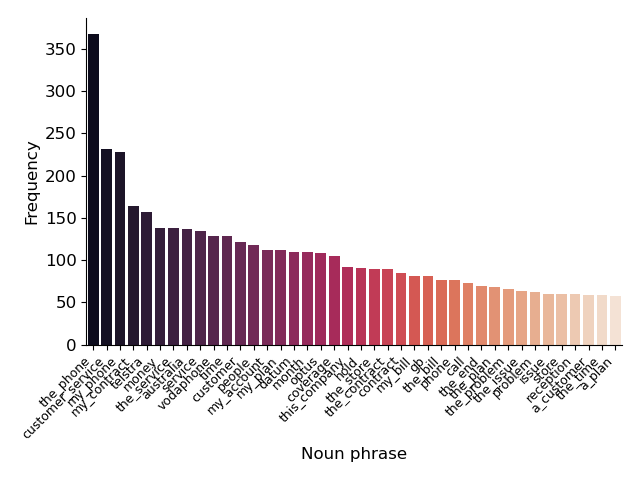 350
300
250
200
150
100
50
0
Frequency
the_phone
customer_service
my_phone
my_contract
telstra
money
the_service
australia
service
vodaphone
time
customer
people
my_account
my_plan
datum
month
optus
coverage
this_company
hold
the_store
the_contract
contract
my_bill
gb
the_bill
phone
call
the_end
the_plan
the_problem
the_issue
problem
issue
store
reception
a_customer
the_time
a_plan
Noun phrase